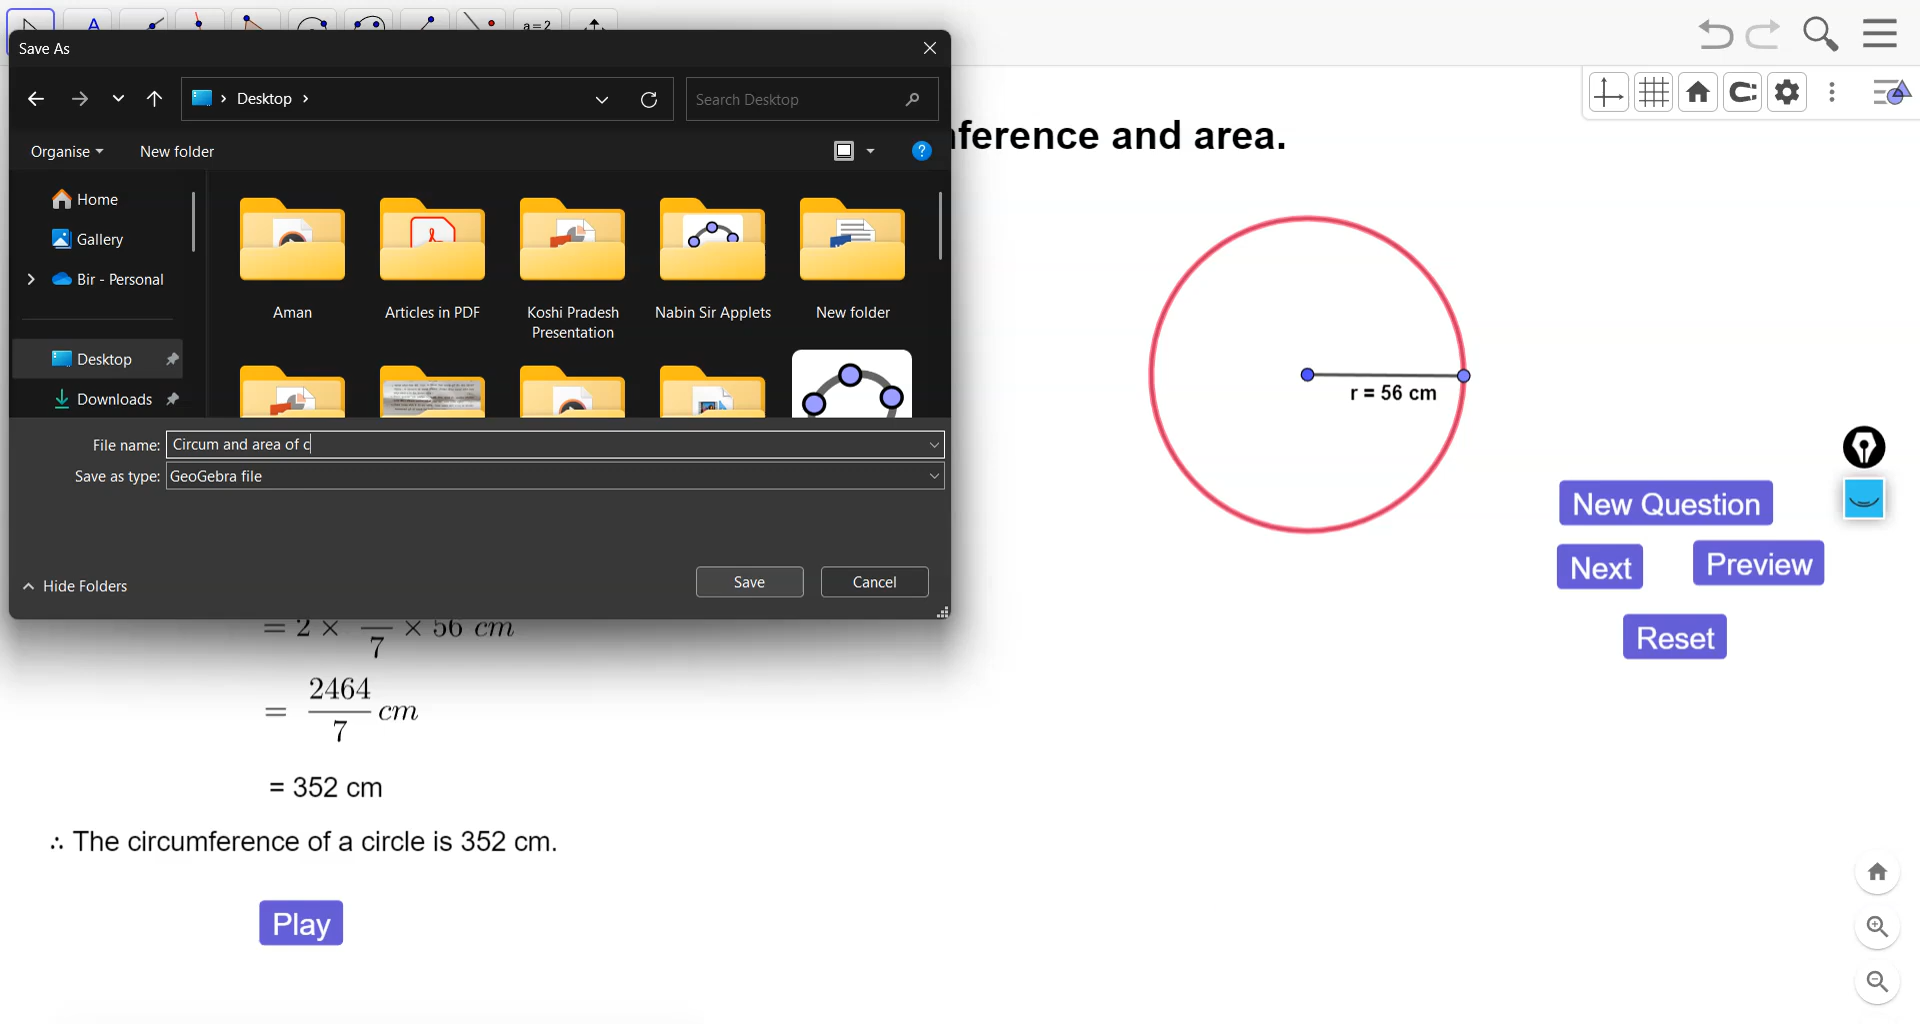 A
a=2
Save As
Desktop
Search Desktop
Organise
New folder
ference and area.
Home
Gallery
Bir - Personal
Desktop
Downloads
Aman
Articles in PDF
Koshi Pradesh
Presentation
Nabin Sir Applets
New folder
r = 56 cm
File name: Circum and area of c
Save as type: GeoGebra file
New Question
Next
Preview
Reset
Hide Folders
Save
Cancel
= 2 × 7 × 56 cm
= 2464/7 cm
= 352 cm
∴ The circumference of a circle is 352 cm.
Play